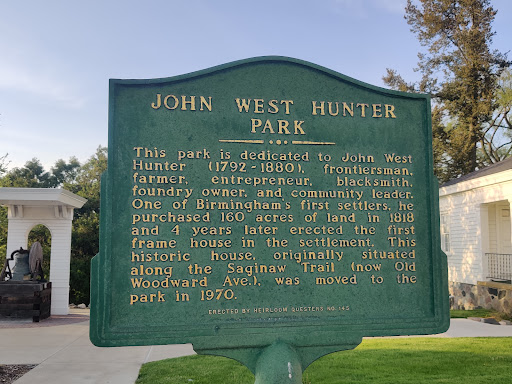 JOHN WEST HUNTER
PARK
This park is dedicated to John West
Hunter (1792-1880), frontiersman,
farmer, entrepreneur, blacksmith,
foundry owner, and community leader.
One of Birmingham's first settlers, he
purchased 160 acres of land in 1818
and 4 years later erected the first
frame house in the settlement. This
historic house, originally situated
along the Saginaw Trail (now Old
Woodward Ave.), was moved to the
park in 1970.
ERECTED BY HEIRLOOM QUESTERS NO. 145